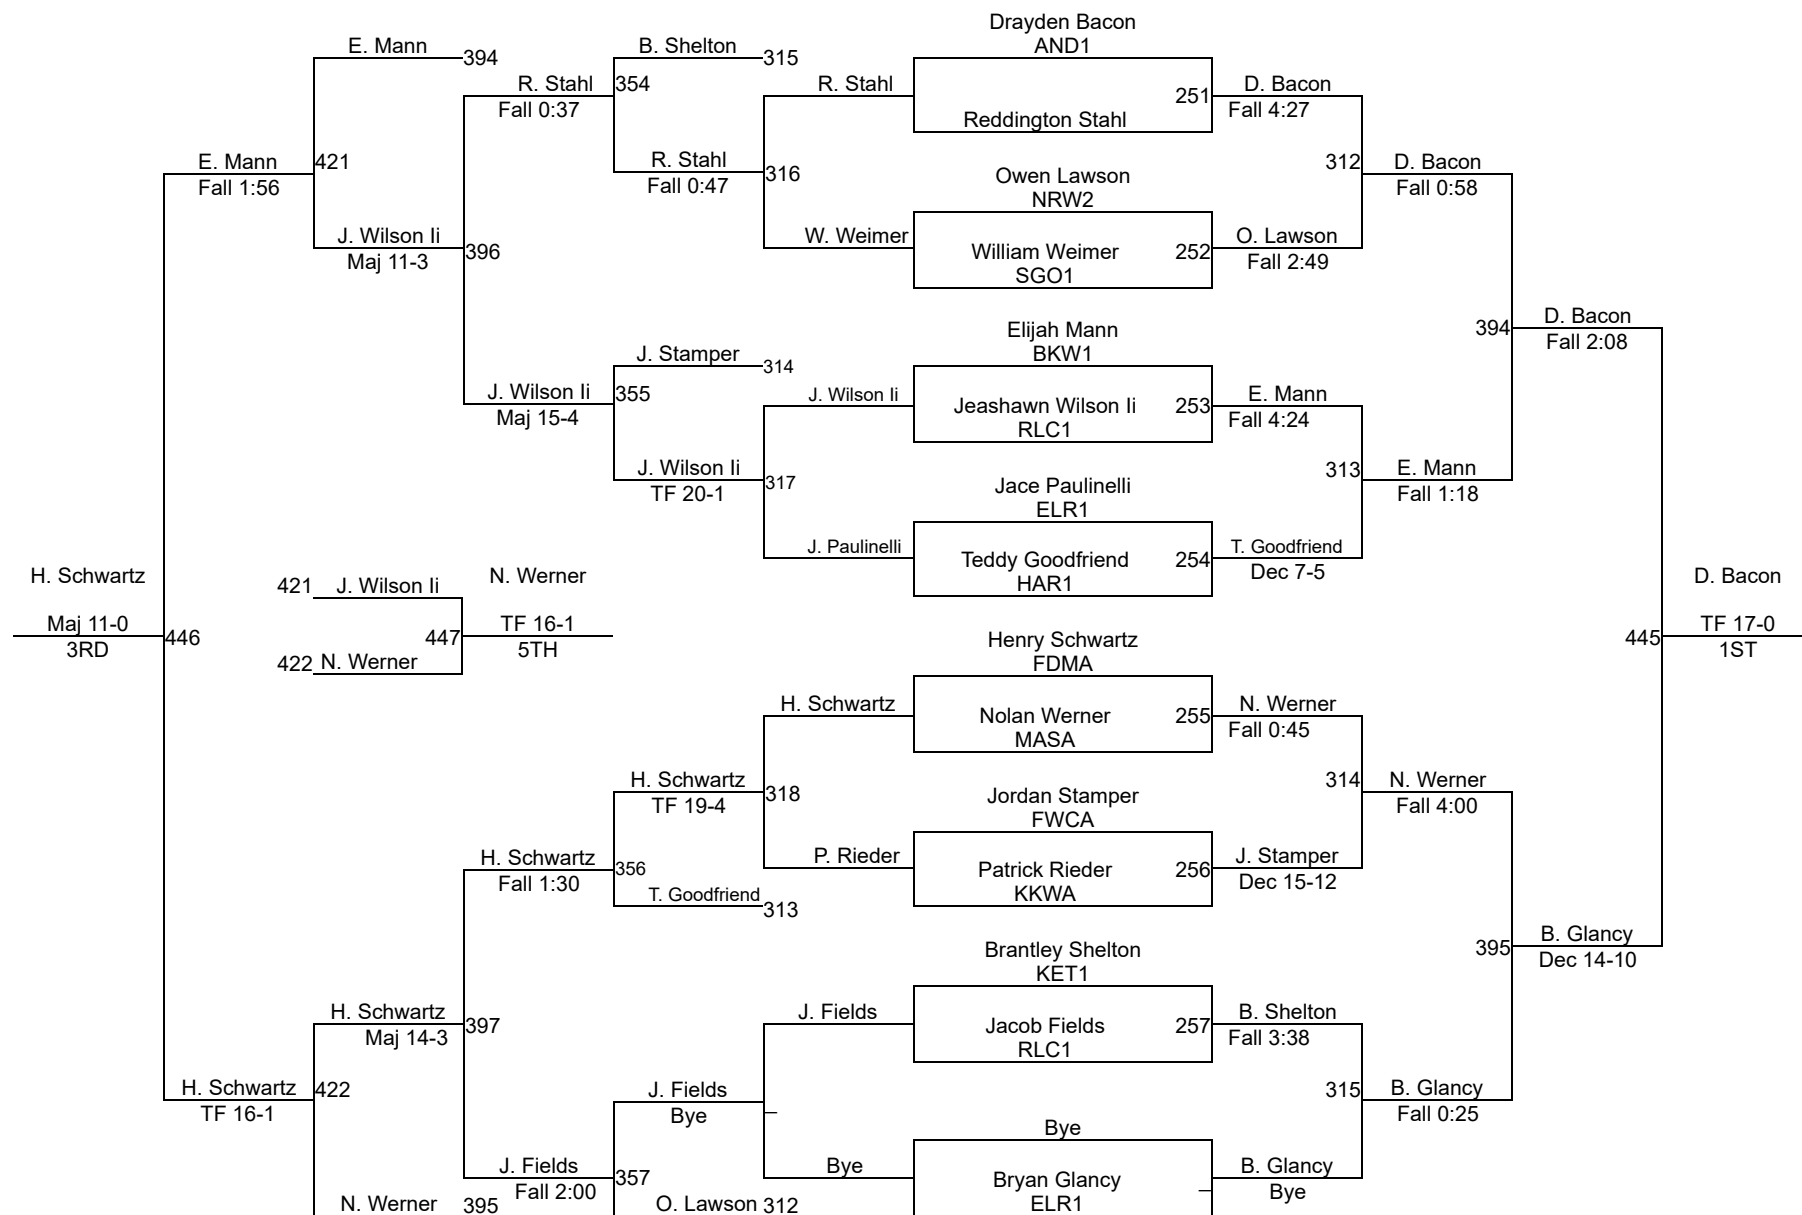 Drayden Bacon
AND1
E. Mann
394
B. Shelton
315
R. Stahl
354
R. Stahl
251
D. Bacon
Fall 0:37
Fall 4:27
Reddington Stahl
E. Mann
421
R. Stahl
316
312
D. Bacon
Fall 1:56
Fall 0:47
Owen Lawson
NRW2
Fall 0:58
J. Wilson Ii
396
W. Weimer
William Weimer
252
O. Lawson
Maj 11-3
SGO1
Fall 2:49
Elijah Mann
BKW1
394
D. Bacon
Fall 2:08
J. Stamper
314
J. Wilson Ii
355
J. Wilson Ii
Jeashawn Wilson Ii
253
E. Mann
Maj 15-4
RLC1
Fall 4:24
J. Wilson Ii
317
313
E. Mann
TF 20-1
Jace Paulinelli
ELR1
Fall 1:18
J. Paulinelli
Teddy Goodfriend
254
T. Goodfriend
HAR1
Dec 7-5
H. Schwartz
421
J. Wilson Ii
N. Werner
D. Bacon
Maj 11-0
446
447
TF 16-1
445
TF 17-0
3RD
422
N. Werner
5TH
1ST
Henry Schwartz
FDMA
H. Schwartz
Nolan Werner
255
N. Werner
MASA
Fall 0:45
H. Schwartz
318
314
N. Werner
TF 19-4
Jordan Stamper
FWCA
Fall 4:00
H. Schwartz
356
P. Rieder
Patrick Rieder
256
J. Stamper
Fall 1:30
T. Goodfriend
313
KKWA
Dec 15-12
Brantley Shelton
KET1
395
B. Glancy
Dec 14-10
H. Schwartz
397
J. Fields
Jacob Fields
257
B. Shelton
Maj 14-3
RLC1
Fall 3:38
H. Schwartz
422
J. Fields
315
B. Glancy
TF 16-1
Bye
_
Bye
Fall 0:25
J. Fields
357
Bye
Bryan Glancy
_
B. Glancy
Fall 2:00
ELR1
Bye
N. Werner
395
O. Lawson
312